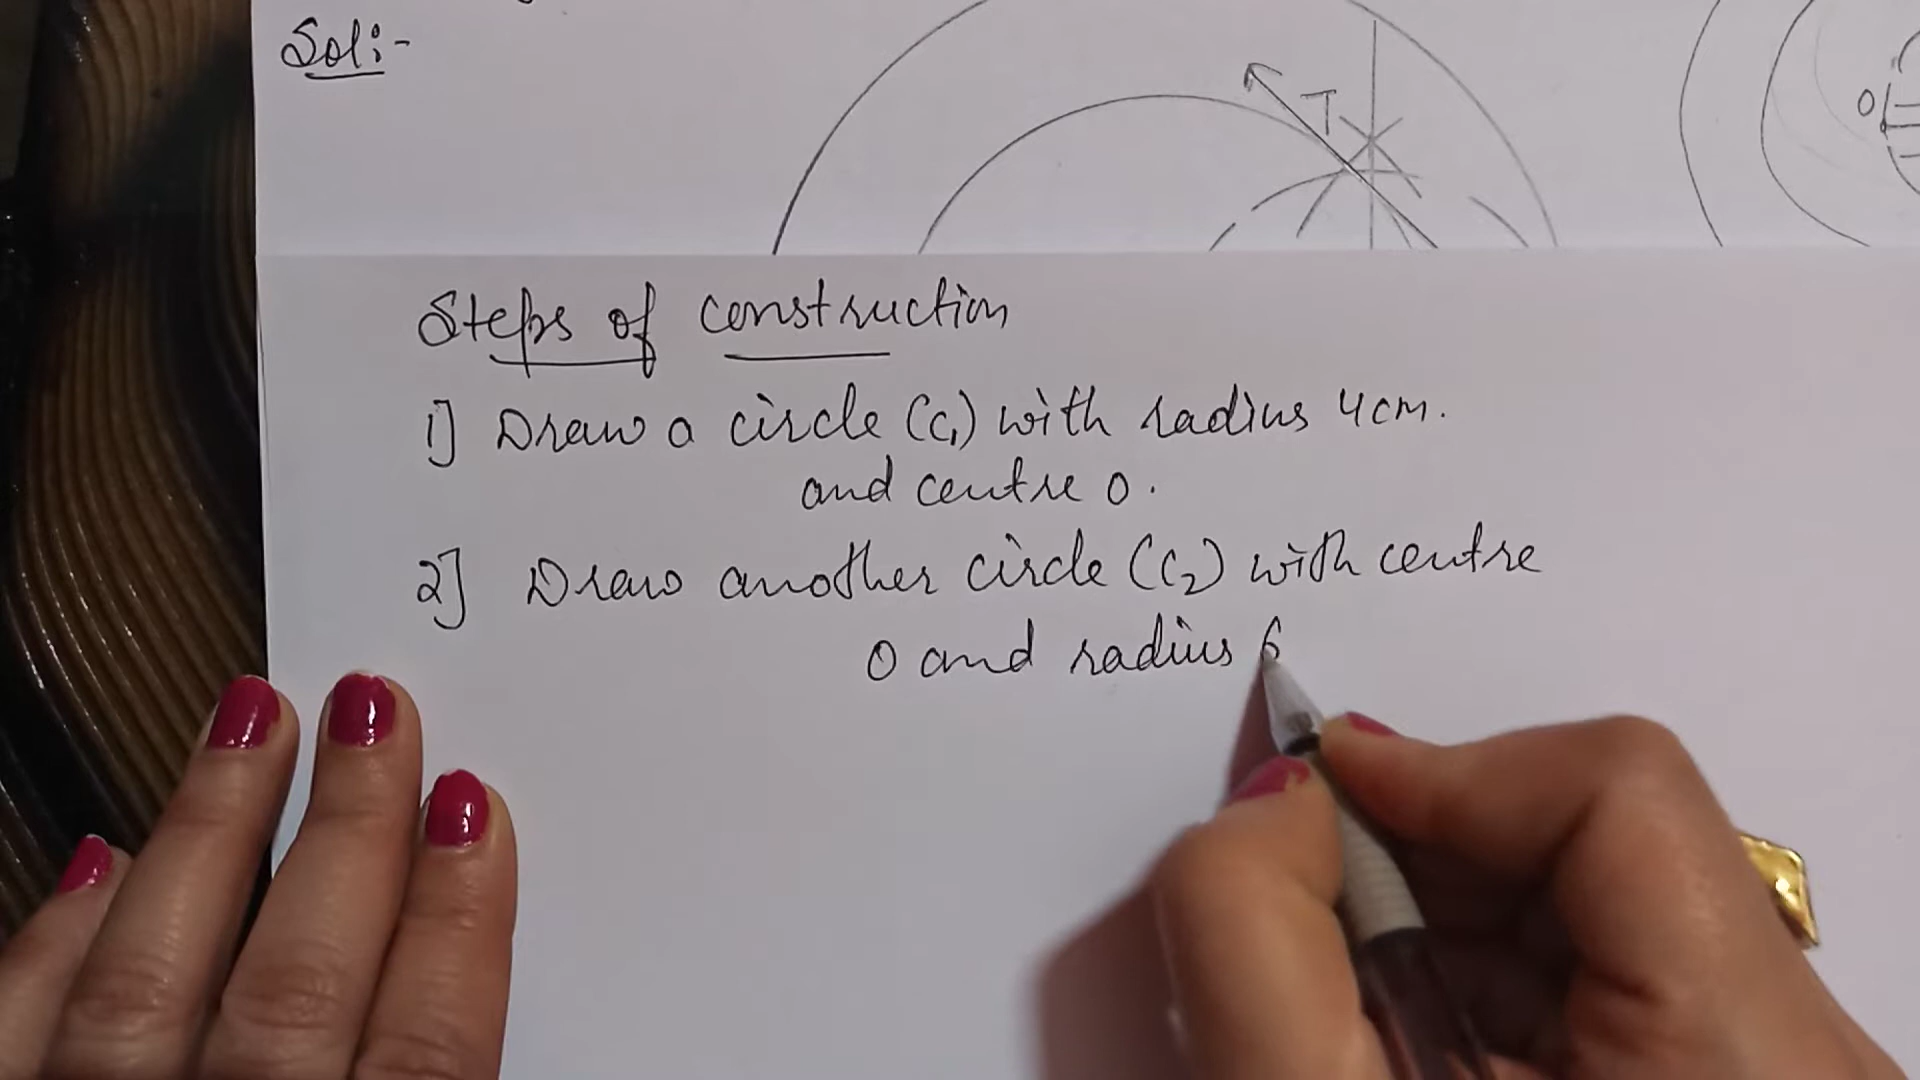 Sol:-
T
O
Steps of construction
1] Draw a circle (C₁) with radius 4cm.
and centre O.
2] Draw another circle (C₂) with centre
O and radius 6